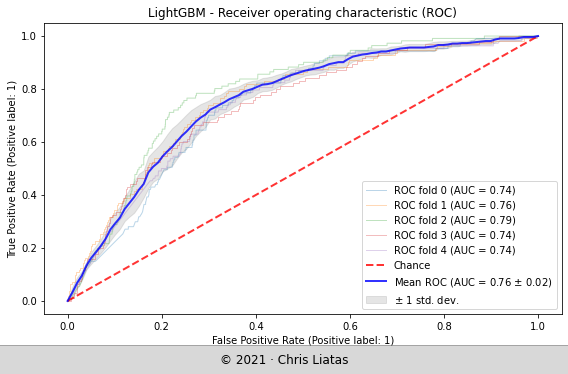 LightGBM - Receiver operating characteristic (ROC)
True Positive Rate (Positive label: 1)
1.0
0.8
0.6
0.4
0.2
0.0
ROC fold 0 (AUC = 0.74)
ROC fold 1 (AUC = 0.76)
ROC fold 2 (AUC = 0.79)
ROC fold 3 (AUC = 0.74)
ROC fold 4 (AUC = 0.74)
Chance
Mean ROC (AUC = 0.76 ± 0.02)
± 1 std. dev.
0.0 0.2 0.4 0.6 0.8 1.0
False Positive Rate (Positive label: 1)
© 2021 · Chris Liatas